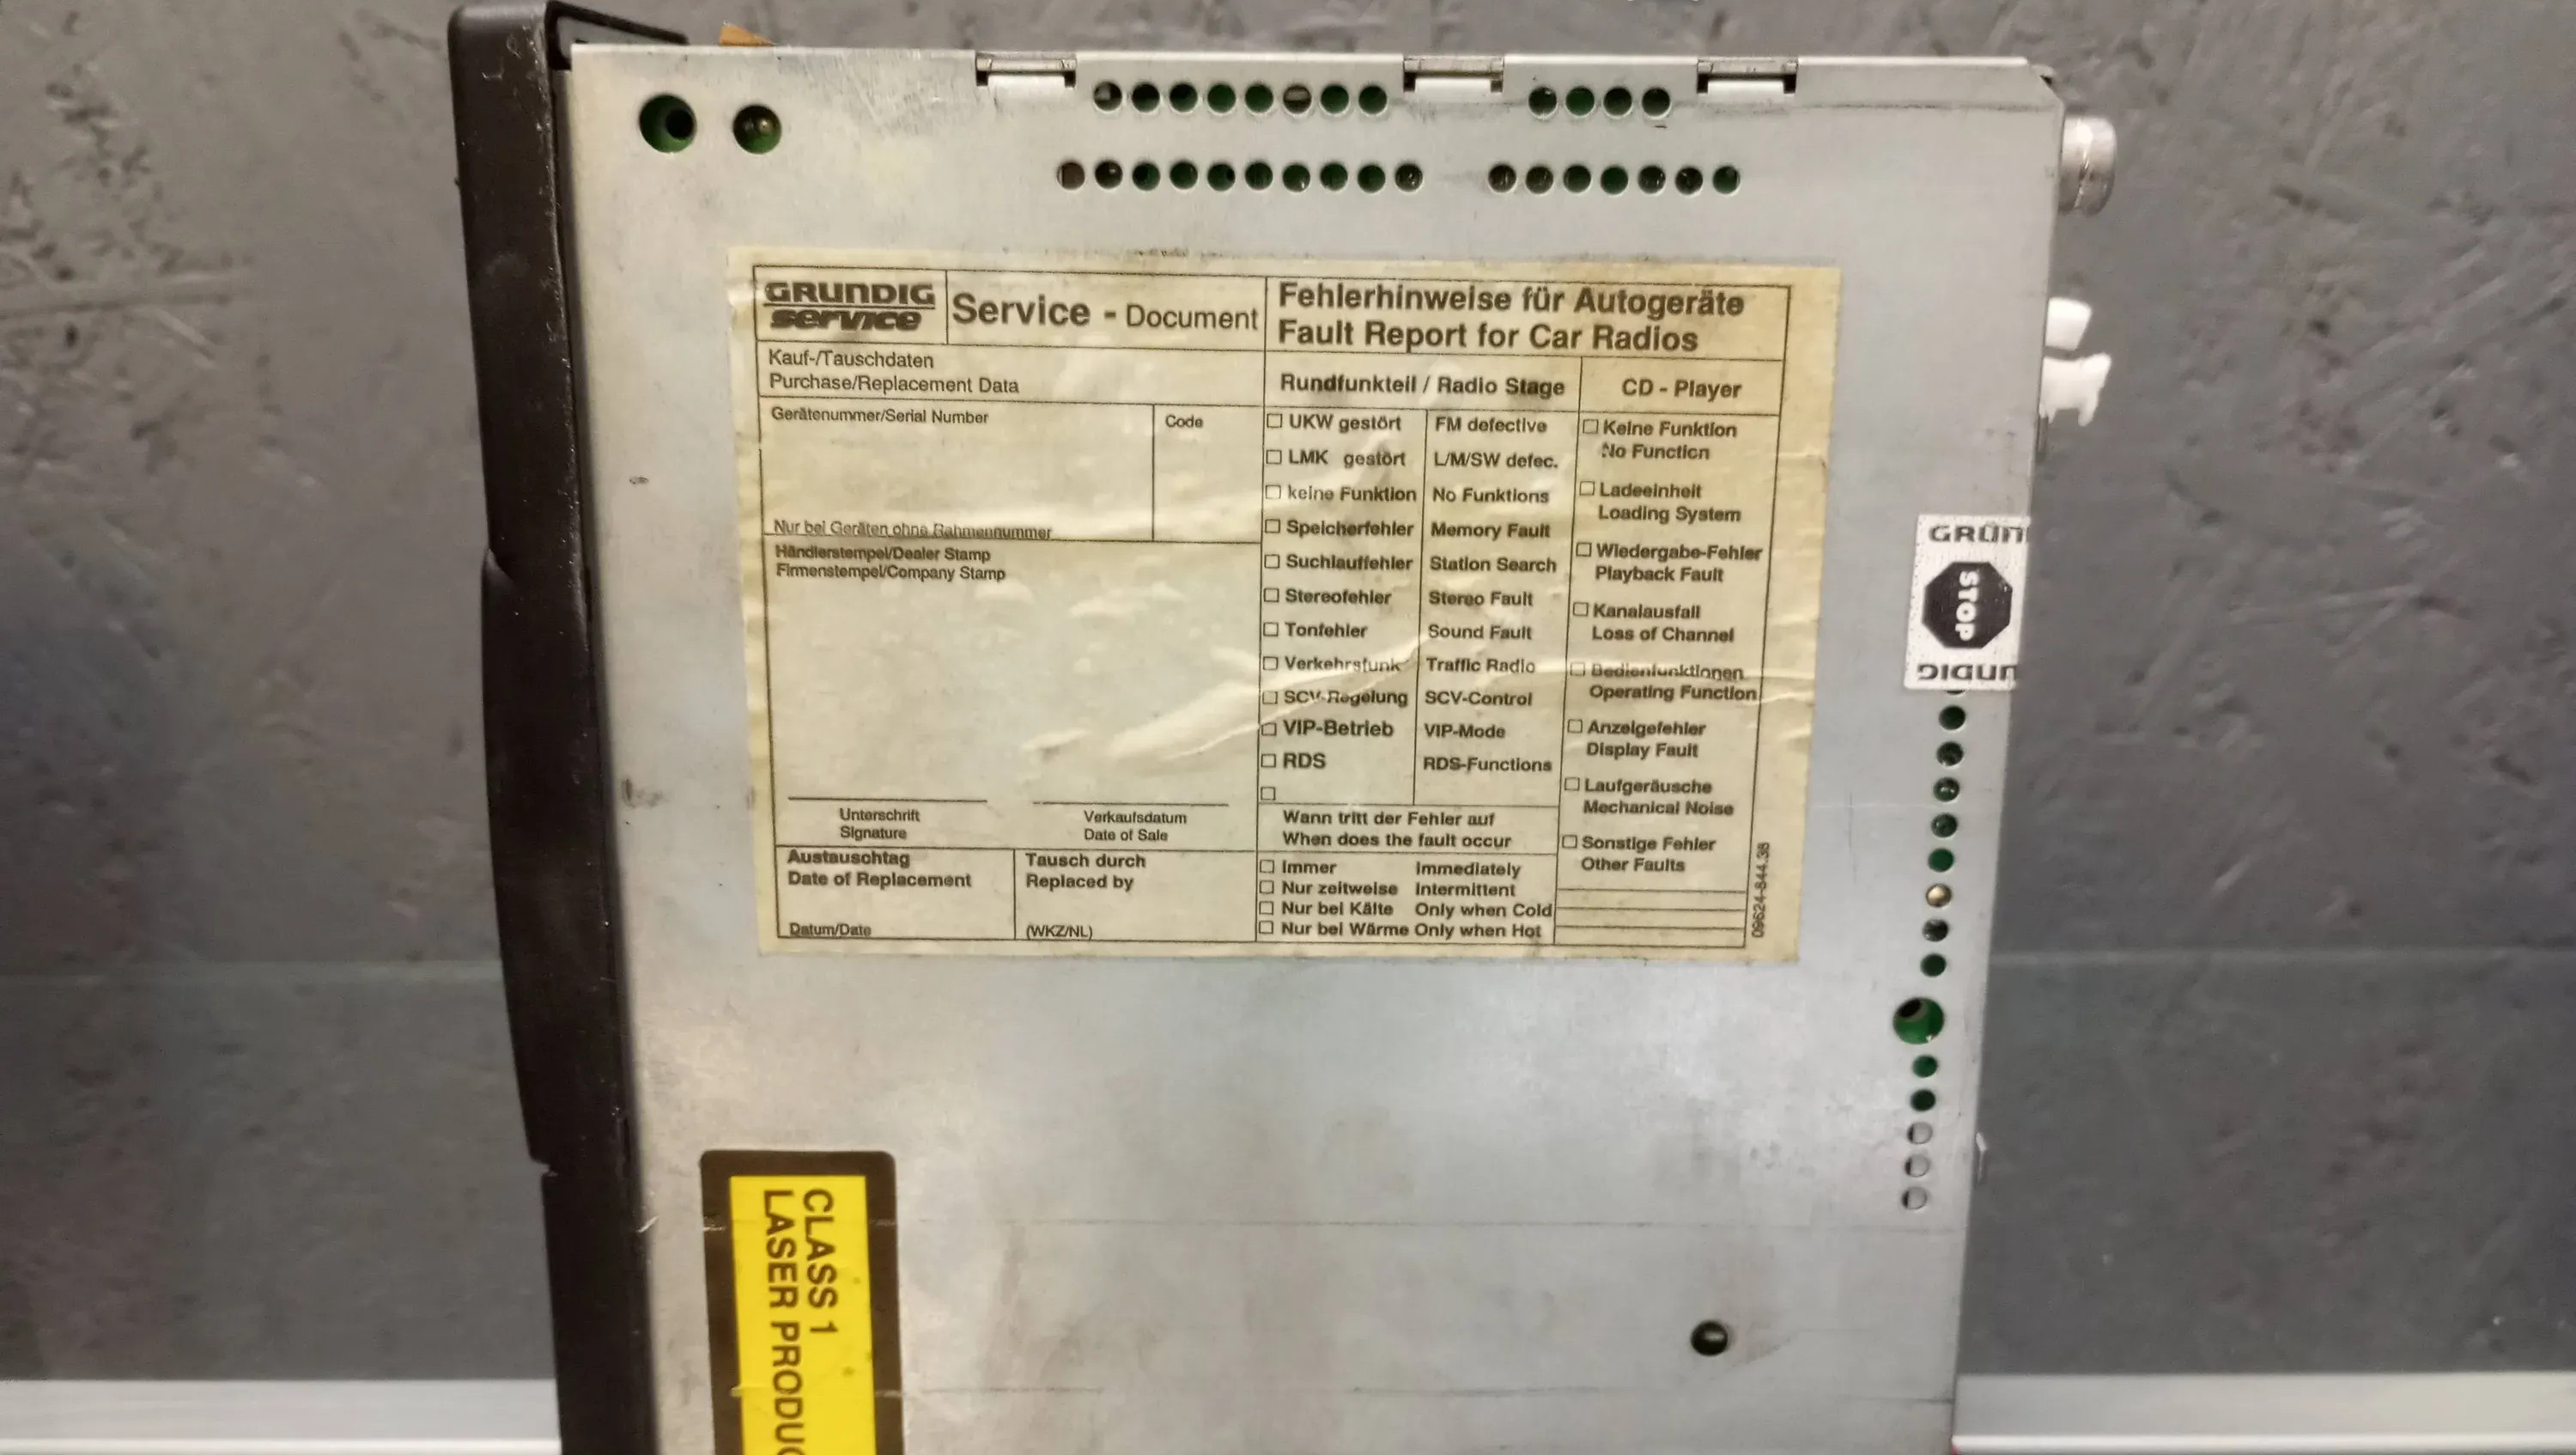 GRUNDIG
service
Service - Document
Fehlerhinweise für Autogeräte
Fault Report for Car Radios
Kauf-/Tauschdaten
Purchase/Replacement Data
Gerätenummer/Serial Number
Code
Nur bei Geräten ohne Rahmennummer
Händlerstempel/Dealer Stamp
Firmenstempel/Company Stamp
Unterschrift
Signature
Verkaufsdatum
Date of Sale
Austauschtag
Date of Replacement
Datum/Date
Tausch durch
Replaced by
(WKZ/NL)
Rundfunkteil / Radio Stage
UKW gestört FM defective
LMK gestört L/M/SW defec.
keine Funktion No Funktions
Speicherfehler Memory Fault
Suchlauffehler Station Search
Stereofehler Stereo Fault
Tonfehler Sound Fault
Verkehrsfunk Traffic Radio
SCV-Regelung SCV-Control
VIP-Betrieb VIP-Mode
RDS RDS-Functions
Wann tritt der Fehler auf
When does the fault occur
Immer Immediately
Nur zeitweise Intermittent
Nur bei Kälte Only when Cold
Nur bei Wärme Only when Hot
CD - Player
Keine Funktion
No Function
Ladeeinheit
Loading System
Wiedergabe-Fehler
Playback Fault
Kanalausfall
Loss of Channel
Bedienfunktionen
Operating Function
Anzeigefehler
Display Fault
Laufgeräusche
Mechanical Noise
Sonstige Fehler
Other Faults
09624-844.38
GRUN
STOP
UNDIG
CLASS 1
LASER PRODUC